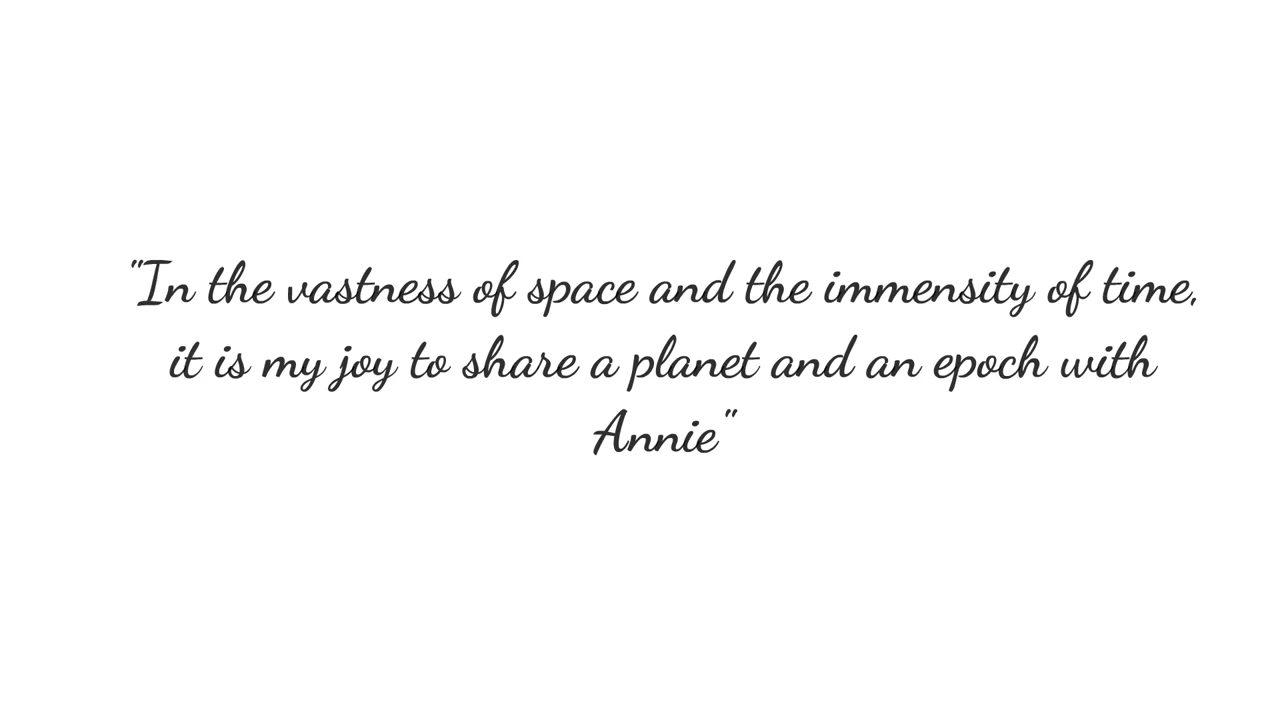 "In the vastness of space and the immensity of time,
it is my joy to share a planet and an epoch with
Annie"